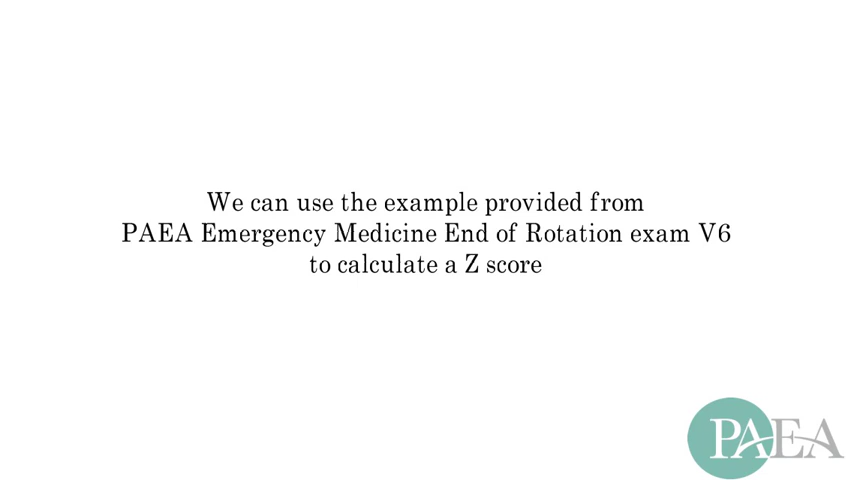 We can use the example provided from
PAEA Emergency Medicine End of Rotation exam V6
to calculate a Z score
PAEA